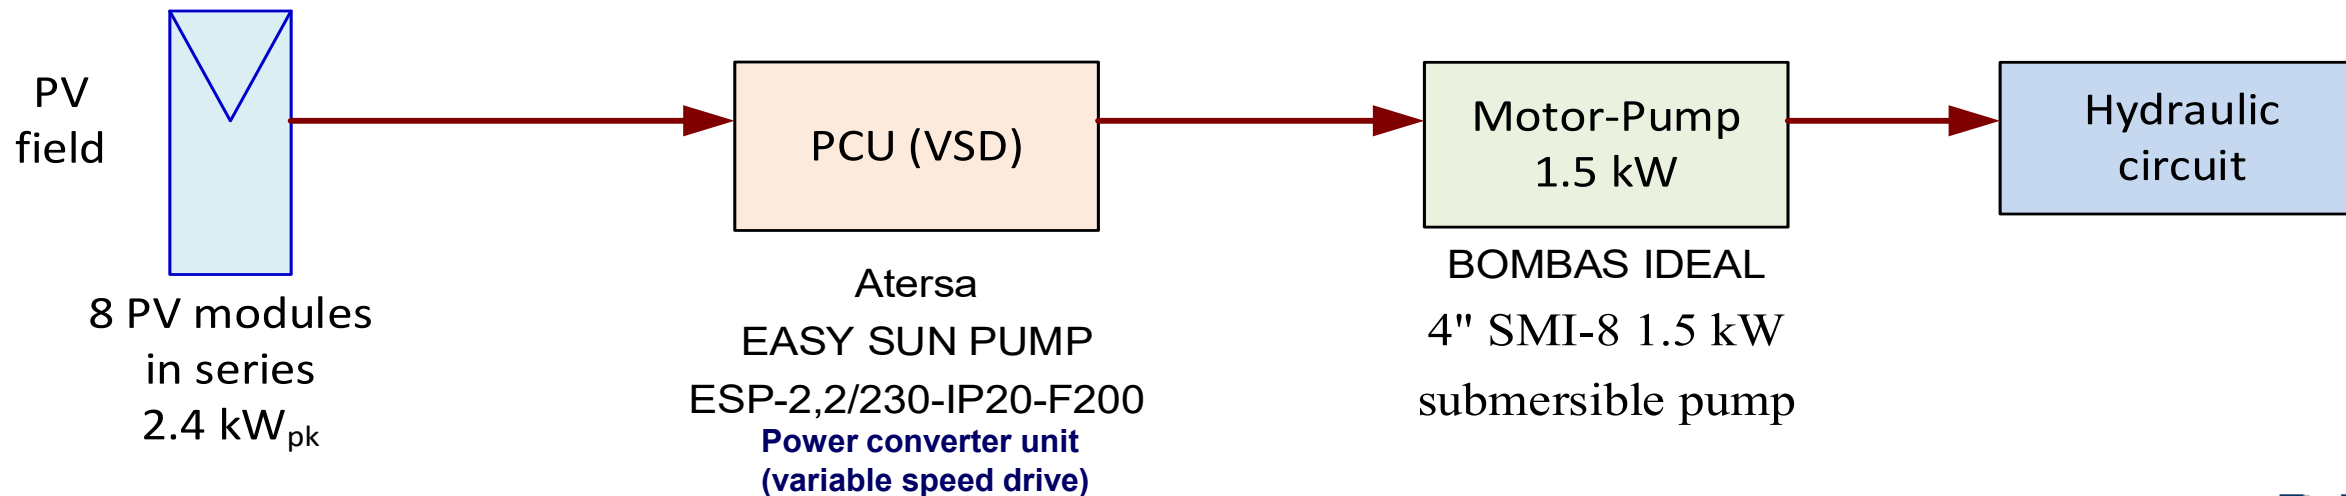 PV
field
8 PV modules
in series
2.4 kWpk
PCU (VSD)
Atersa
EASY SUN PUMP
ESP-2,2/230-IP20-F200
Power converter unit
(variable speed drive)
Motor-Pump
1.5 kW
BOMBAS IDEAL
4" SMI-8 1.5 kW
submersible pump
Hydraulic
circuit